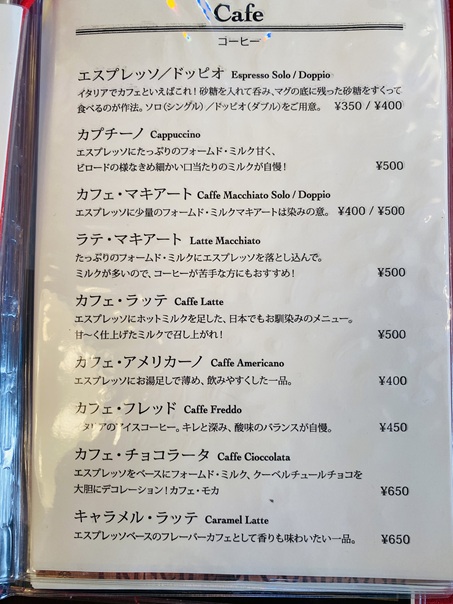 Cafe
コーヒー
エスプレッソ／ドッピオ Espresso Solo / Doppio
イタリアでカフェといえばこれ！砂糖を入れて呑み、マグの底に残った砂糖をすくって
食べるのが作法。ソロ（シングル）／ドッピオ（ダブル）をご用意。 ¥350 / ¥400
カプチーノ Cappuccino
エスプレッソにたっぷりのフォームド・ミルク甘く、
ビロードの様なきめ細かい口当たりのミルクが自慢！ ¥500
カフェ・マキアート Caffe Macchiato Solo / Doppio
エスプレッソに少量のフォームド・ミルクマキアートは染みの意。 ¥400 / ¥500
ラテ・マキアート Latte Macchiato
たっぷりのフォームド・ミルクにエスプレッソを落とし込んで。
ミルクが多いので、コーヒーが苦手な方にもおすすめ！ ¥500
カフェ・ラッテ Caffe Latte
エスプレッソにホットミルクを足した、日本でもお馴染みのメニュー。
甘〜く仕上げたミルクで召し上がれ！ ¥500
カフェ・アメリカーノ Caffe Americano
エスプレッソにお湯足しで薄め、飲みやすくした一品。 ¥400
カフェ・フレッド Caffe Freddo
イタリアのアイスコーヒー。キレと深み、酸味のバランスが自慢。 ¥450
カフェ・チョコラータ Caffe Cioccolata
エスプレッソをベースにフォームド・ミルク、クーベルチュールチョコを
大胆にデコレーション！カフェ・モカ ¥650
キャラメル・ラッテ Caramel Latte
エスプレッソベースのフレーバーカフェとして香りも味わいたい一品。 ¥650